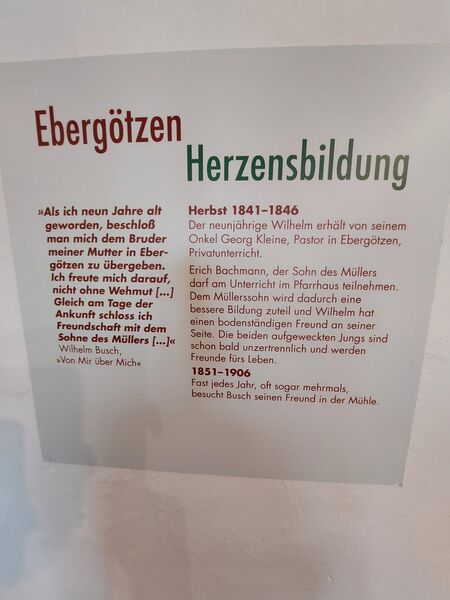 Ebergötzen
Herzensbildung
»Als ich neun Jahre alt
geworden, beschloß
man mich dem Bruder
meiner Mutter in Eber-
götzen zu übergeben.
Ich freute mich darauf,
nicht ohne Wehmut [...]
Gleich am Tage der
Ankunft schloss ich
Freundschaft mit dem
Sohne des Müllers [...]«
Wilhelm Busch,
»Von Mir über Mich«
Herbst 1841–1846
Der neunjährige Wilhelm erhält von seinem
Onkel Georg Kleine, Pastor in Ebergötzen,
Privatunterricht.
Erich Bachmann, der Sohn des Müllers
darf am Unterricht im Pfarrhaus teilnehmen.
Dem Müllerssohn wird dadurch eine
bessere Bildung zuteil und Wilhelm hat
einen bodenständigen Freund an seiner
Seite. Die beiden aufgeweckten Jungs sind
schon bald unzertrennlich und werden
Freunde fürs Leben.
1851–1906
Fast jedes Jahr, oft sogar mehrmals,
besucht Busch seinen Freund in der Mühle.